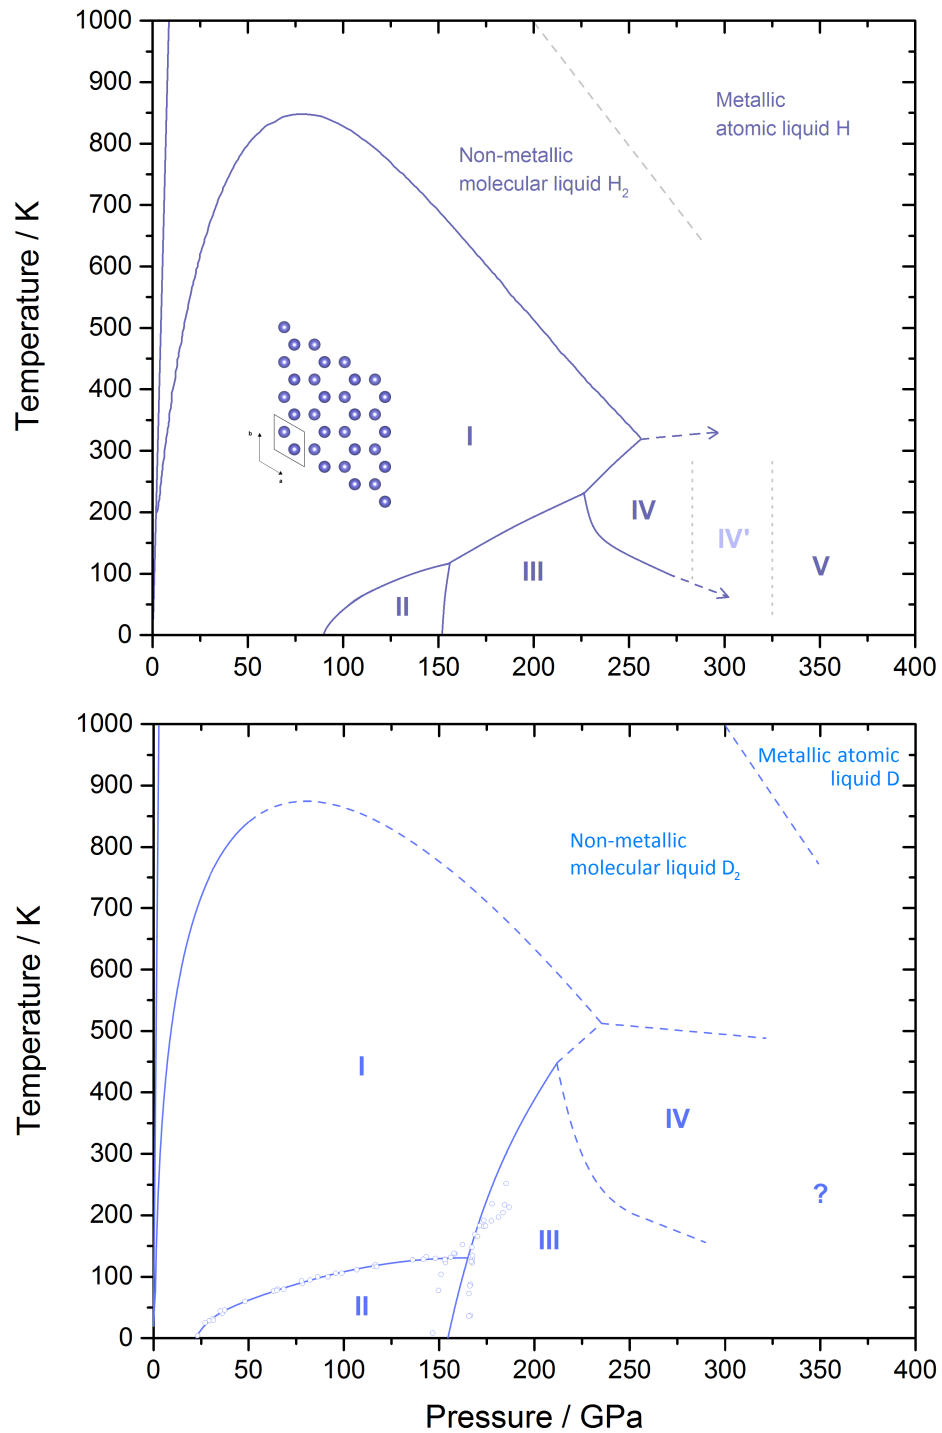 1000
900
800
700
600
500
400
300
200
100
0
Temperature / K
Metallic
atomic liquid H
Non-metallic
molecular liquid H₂
b
a
I
II
III
IV
IV'
V
0 50 100 150 200 250 300 350 400
1000
900
800
700
600
500
400
300
200
100
0
Temperature / K
Metallic atomic
liquid D
Non-metallic
molecular liquid D₂
I
IV
?
III
II
0 50 100 150 200 250 300 350 400
Pressure / GPa